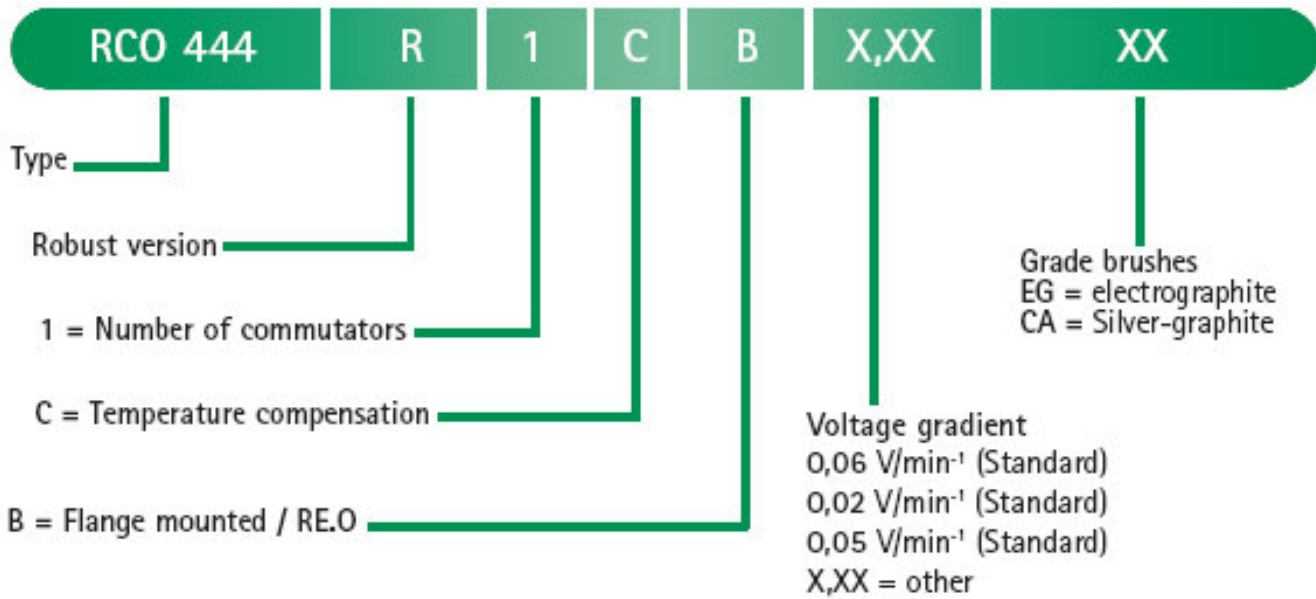 RCO 444 R 1 C B X,XX XX
Type
Robust version
1 = Number of commutators
C = Temperature compensation
B = Flange mounted / RE.O
Voltage gradient
0,06 V/min⁻¹ (Standard)
0,02 V/min⁻¹ (Standard)
0,05 V/min⁻¹ (Standard)
X,XX = other
Grade brushes
EG = electrographite
CA = Silver-graphite